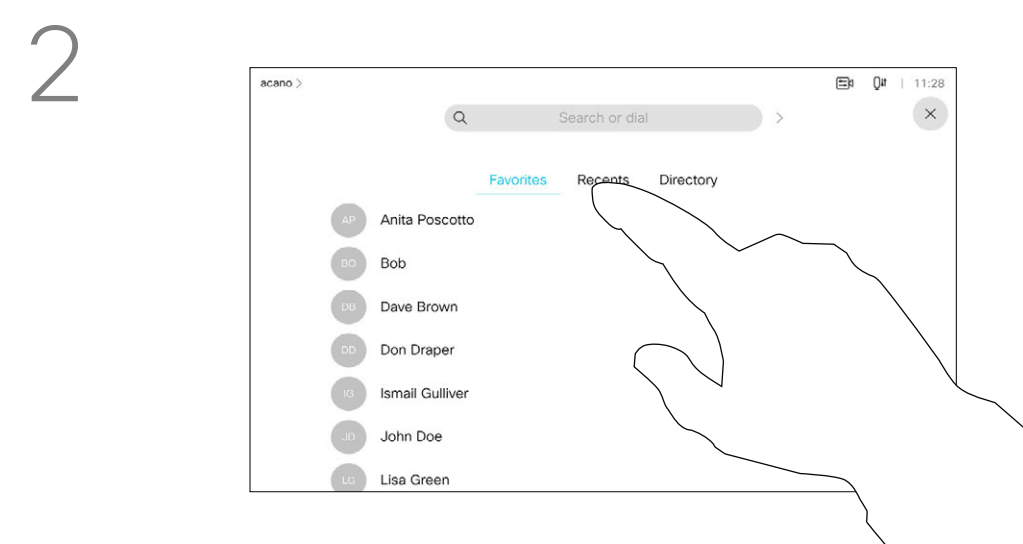 2
acano >
11:28
Search or dial
Favorites Recents Directory
AP Anita Poscotto
BO Bob
DB Dave Brown
DD Don Draper
IG Ismail Gulliver
JD John Doe
LG Lisa Green